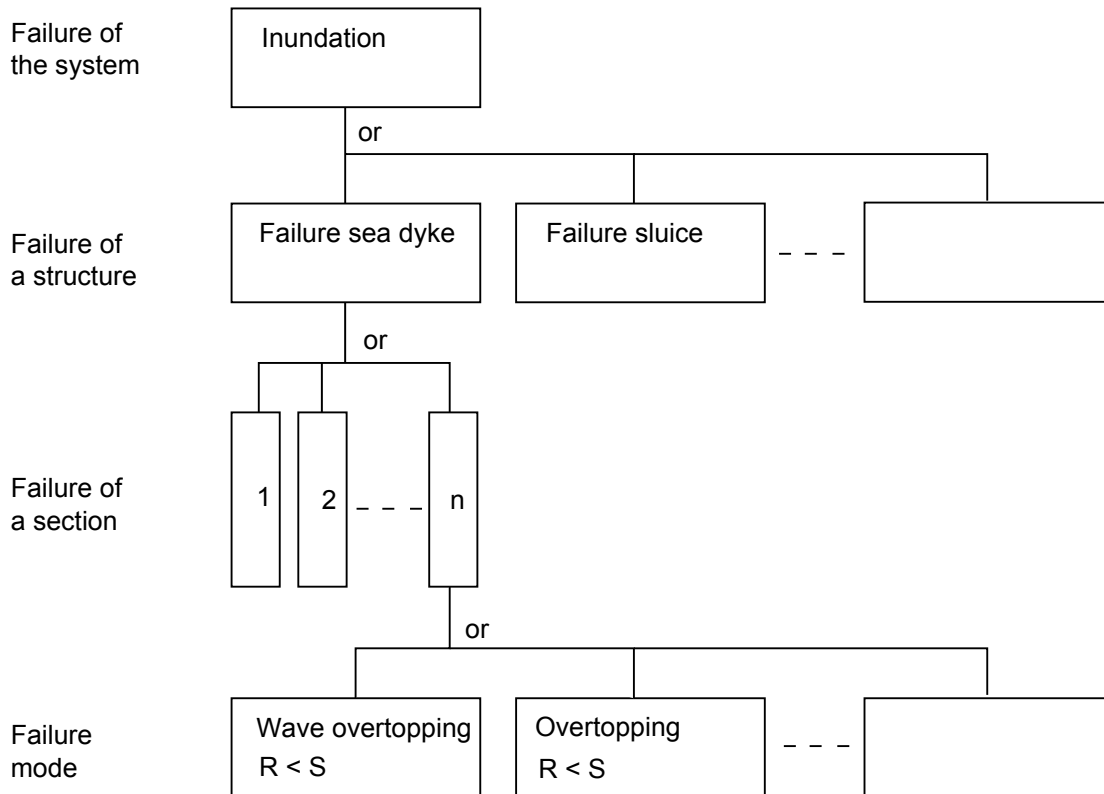 Failure of
the system
Inundation
or
Failure of
a structure
Failure sea dyke
Failure sluice
or
Failure of
a section
1
2
n
or
Failure
mode
Wave overtopping
R < S
Overtopping
R < S